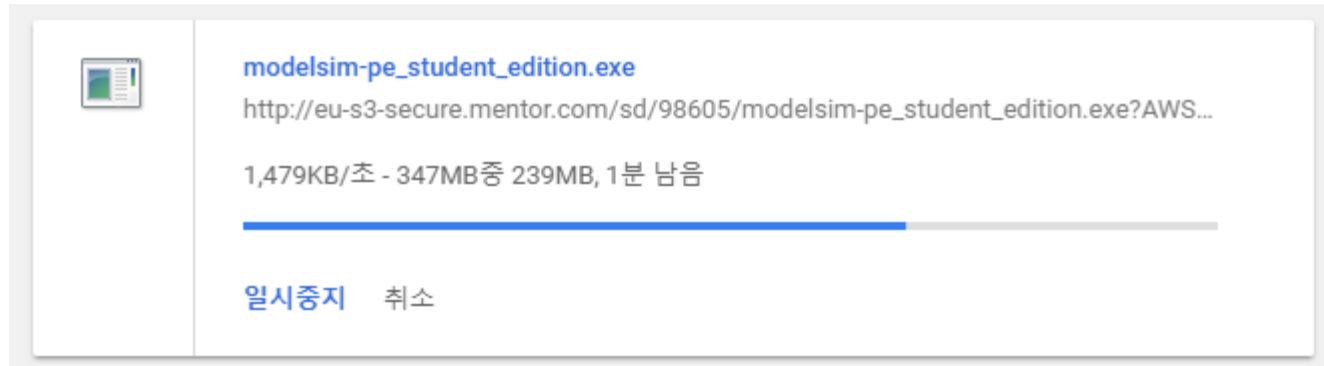 modelsim-pe_student_edition.exe
http://eu-s3-secure.mentor.com/sd/98605/modelsim-pe_student_edition.exe?AWS...
1,479KB/초 - 347MB중 239MB, 1분 남음
일시중지 취소